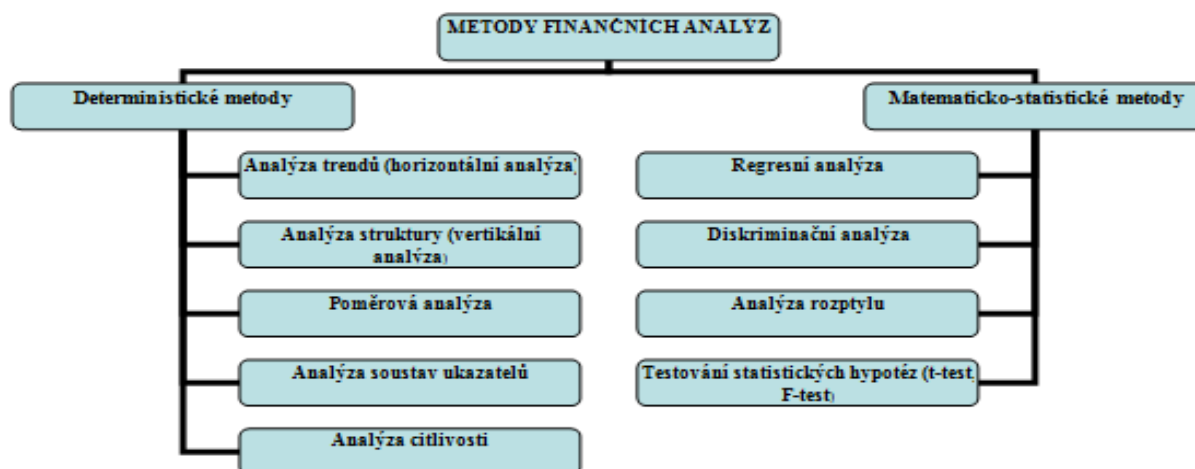 METODY FINANČNÍCH ANALÝZ
Deterministické metody
Matematicko-statistické metody
Analýza trendů (horizontální analýza)
Regresní analýza
Analýza struktury (vertikální
analýza)
Diskriminační analýza
Poměrová analýza
Analýza rozptylu
Analýza soustav ukazatelů
Testování statistických hypotéz (t-test,
F-test)
Analýza citlivosti